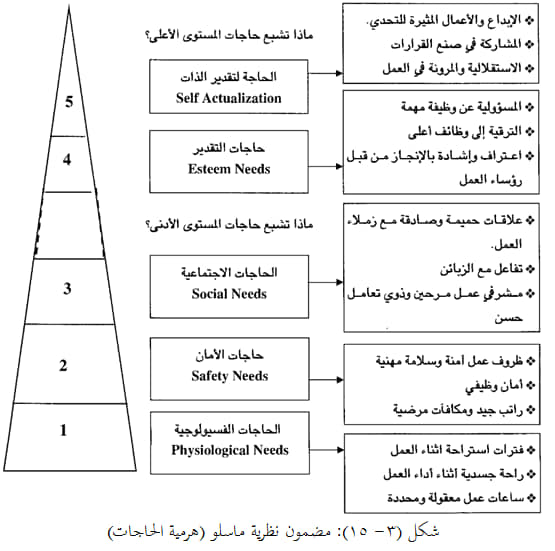 ماذا تشبع حاجات المستوى الأعلى؟
5
الحاجة لتقدير الذات
Self Actualization
❖ الإبداع والأعمال المثيرة للتحدي.
❖ المشاركة في صنع القرارات
❖ الاستقلالية والمرونة في العمل
4
حاجات التقدير
Esteem Needs
❖ المسؤولية عن وظيفة مهمة
❖ الترقية إلى وظائف أعلى
❖ اعتراف وإشادة بالإنجاز من قبل
رؤساء العمل
ماذا تشبع حاجات المستوى الأدنى؟
3
الحاجات الاجتماعية
Social Needs
❖ علاقات حميمة وصادقة مع زملاء
العمل.
❖ تفاعل مع الزبائن
❖ مشرفي عمل مرحين وذوي تعامل
حسن
2
حاجات الأمان
Safety Needs
❖ ظروف عمل آمنة وسلامة مهنية
❖ أمان وظيفي
❖ راتب جيد ومكافآت مرضية
1
الحاجات الفسيولوجية
Physiological Needs
❖ فترات استراحة اثناء العمل
❖ راحة جسدية أثناء أداء العمل
❖ ساعات عمل معقولة ومحددة
شكل (٣- ١٥): مضمون نظرية ماسلو (هرمية الحاجات)